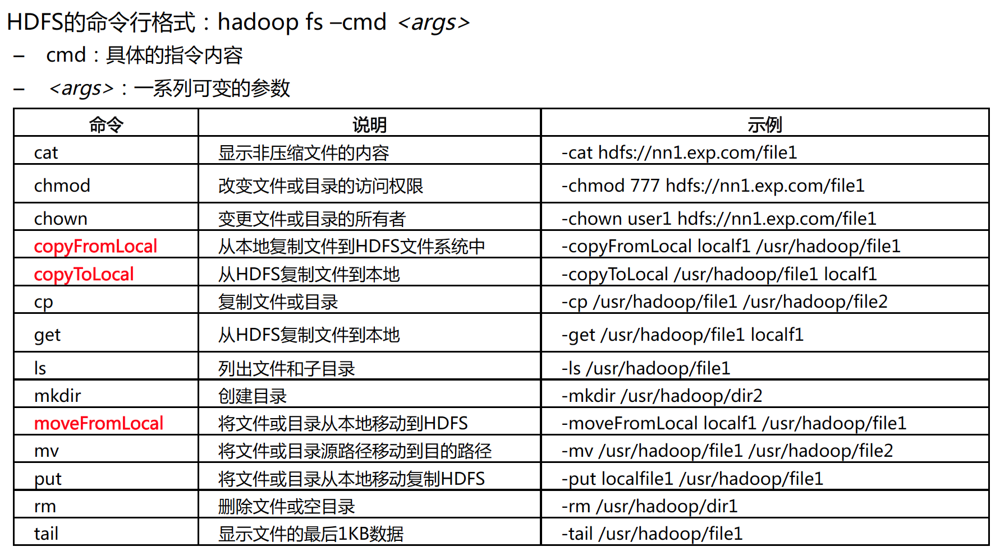 HDFS的命令行格式：hadoop fs –cmd <args>
– cmd：具体的指令内容
– <args>：一系列可变的参数
命令 说明 示例
cat 显示非压缩文件的内容 -cat hdfs://nn1.exp.com/file1
chmod 改变文件或目录的访问权限 -chmod 777 hdfs://nn1.exp.com/file1
chown 变更文件或目录的所有者 -chown user1 hdfs://nn1.exp.com/file1
copyFromLocal 从本地复制文件到HDFS文件系统中 -copyFromLocal localf1 /usr/hadoop/file1
copyToLocal 从HDFS复制文件到本地 -copyToLocal /usr/hadoop/file1 localf1
cp 复制文件或目录 -cp /usr/hadoop/file1 /usr/hadoop/file2
get 从HDFS复制文件到本地 -get /usr/hadoop/file1 localf1
ls 列出文件和子目录 -ls /usr/hadoop/file1
mkdir 创建目录 -mkdir /usr/hadoop/dir2
moveFromLocal 将文件或目录从本地移动到HDFS -moveFromLocal localf1 /usr/hadoop/file1
mv 将文件或目录源路径移动到目的路径 -mv /usr/hadoop/file1 /usr/hadoop/file2
put 将文件或目录从本地移动复制HDFS -put localfile1 /usr/hadoop/file1
rm 删除文件或空目录 -rm /usr/hadoop/dir1
tail 显示文件的最后1KB数据 -tail /usr/hadoop/file1